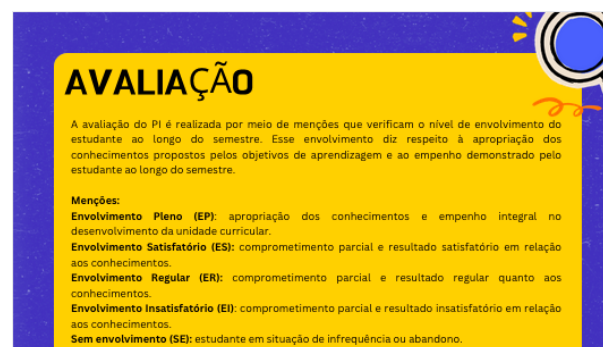 AVALIAÇÃO
A avaliação do PI é realizada por meio de menções que verificam o nível de envolvimento do
estudante ao longo do semestre. Esse envolvimento diz respeito à apropriação dos
conhecimentos propostos pelos objetivos de aprendizagem e ao empenho demonstrado pelo
estudante ao longo do semestre.
Menções:
Envolvimento Pleno (EP): apropriação dos conhecimentos e empenho integral no
desenvolvimento da unidade curricular.
Envolvimento Satisfatório (ES): comprometimento parcial e resultado satisfatório em relação
aos conhecimentos.
Envolvimento Regular (ER): comprometimento parcial e resultado regular quanto aos
conhecimentos.
Envolvimento Insatisfatório (EI): comprometimento parcial e resultado insatisfatório em relação
aos conhecimentos.
Sem envolvimento (SE): estudante em situação de infrequência ou abandono.